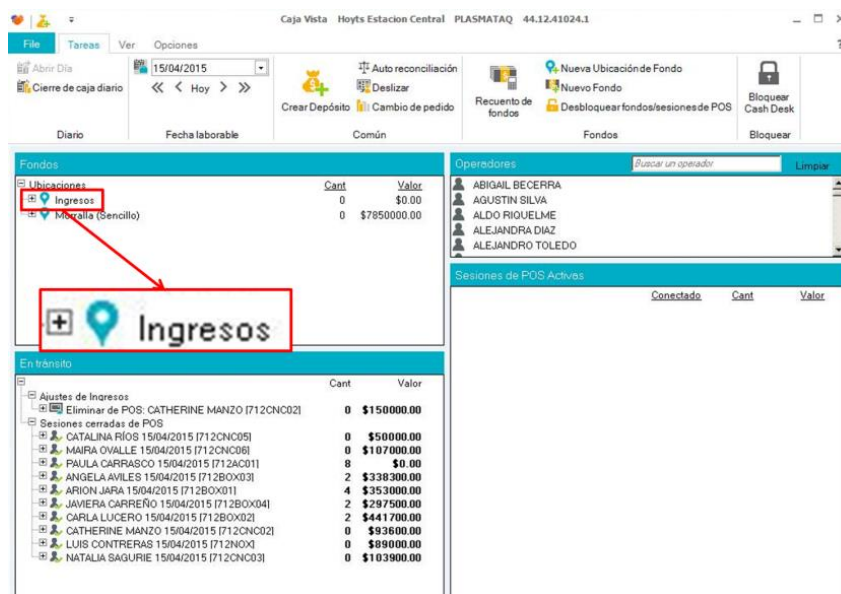 Caja Vista Hoyts Estacion Central PLASMATAQ 44.12.41024.1
File Tareas Ver Opciones
Abrir Día
Cierre de caja diario
Diario
15/04/2015
Hoy
Fecha laborable
Crear Depósito
Auto reconciliación
Deslizar
Cambio de pedido
Común
Recuento de fondos
Nueva Ubicación de Fondo
Nuevo Fondo
Desbloquear fondos/sesiones de POS
Fondos
Bloquear Cash Desk
Bloquear
Fondos
Ubicaciones Cant Valor
Ingresos 0 $0.00
Morralla (Sencillo) 0 $7850000.00
Ingresos
Operadores Buscar un operador Limpiar
ABIGAIL BECERRA
AGUSTIN SILVA
ALDO RIQUELME
ALEJANDRA DIAZ
ALEJANDRO TOLEDO
Sesiones de POS Activas
Conectado Cant Valor
En tránsito
Cant Valor
Ajustes de Ingresos
Eliminar de POS: CATHERINE MANZO [712CNC02] 0 $150000.00
Sesiones cerradas de POS
CATALINA RÍOS 15/04/2015 [712CNC05] 0 $50000.00
MAIRA OVALLE 15/04/2015 [712CNC06] 0 $107000.00
PAULA CARRASCO 15/04/2015 [712AC01] 8 $0.00
ANGELA AVILES 15/04/2015 [712BOX03] 2 $338300.00
ARION JARA 15/04/2015 [712BOX01] 4 $353000.00
JAVIERA CARREÑO 15/04/2015 [712BOX04] 2 $297500.00
CARLA LUCERO 15/04/2015 [712BOX02] 2 $441700.00
CATHERINE MANZO 15/04/2015 [712CNC02] 0 $93600.00
LUIS CONTRERAS 15/04/2015 [712NOX] 0 $89000.00
NATALIA SAGURIE 15/04/2015 [712CNC03] 0 $103900.00